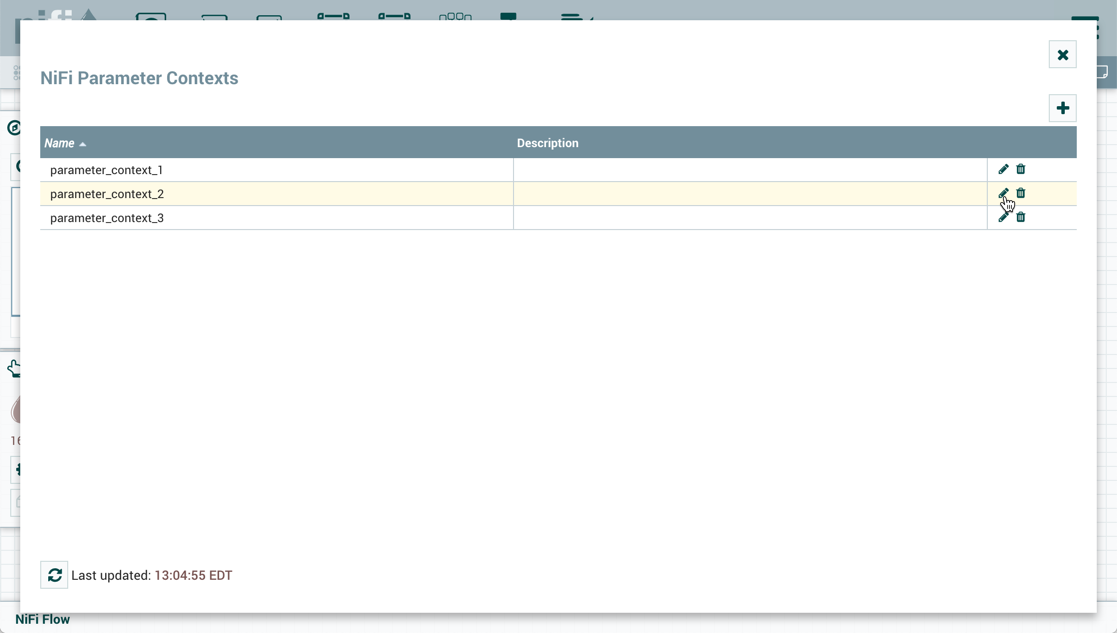 NiFi Parameter Contexts
Name Description
parameter_context_1
parameter_context_2
parameter_context_3
Last updated: 13:04:55 EDT
NiFi Flow